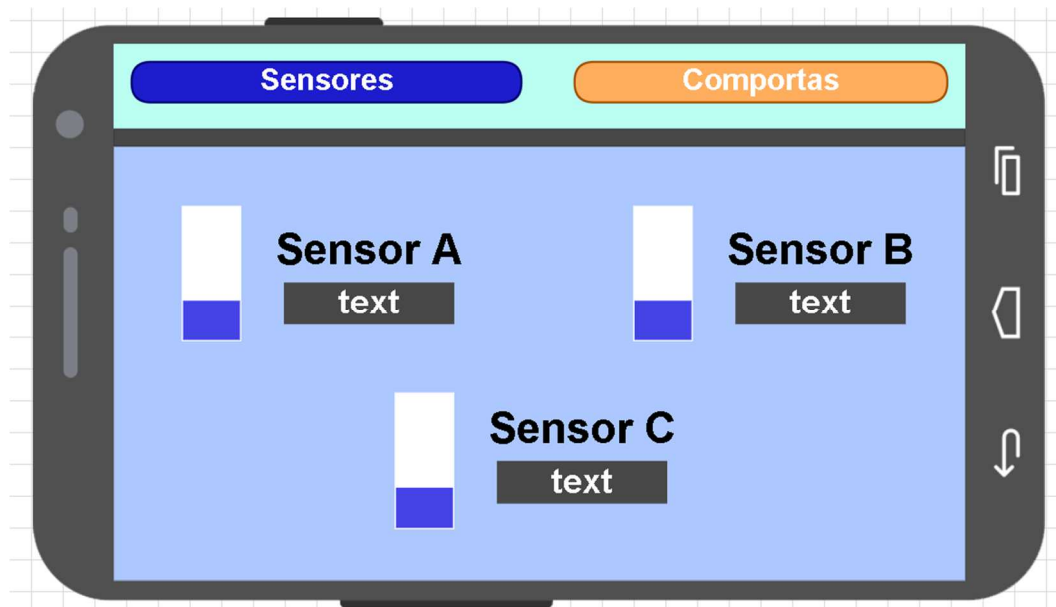 Sensores
Comportas
Sensor A
text
Sensor B
text
Sensor C
text